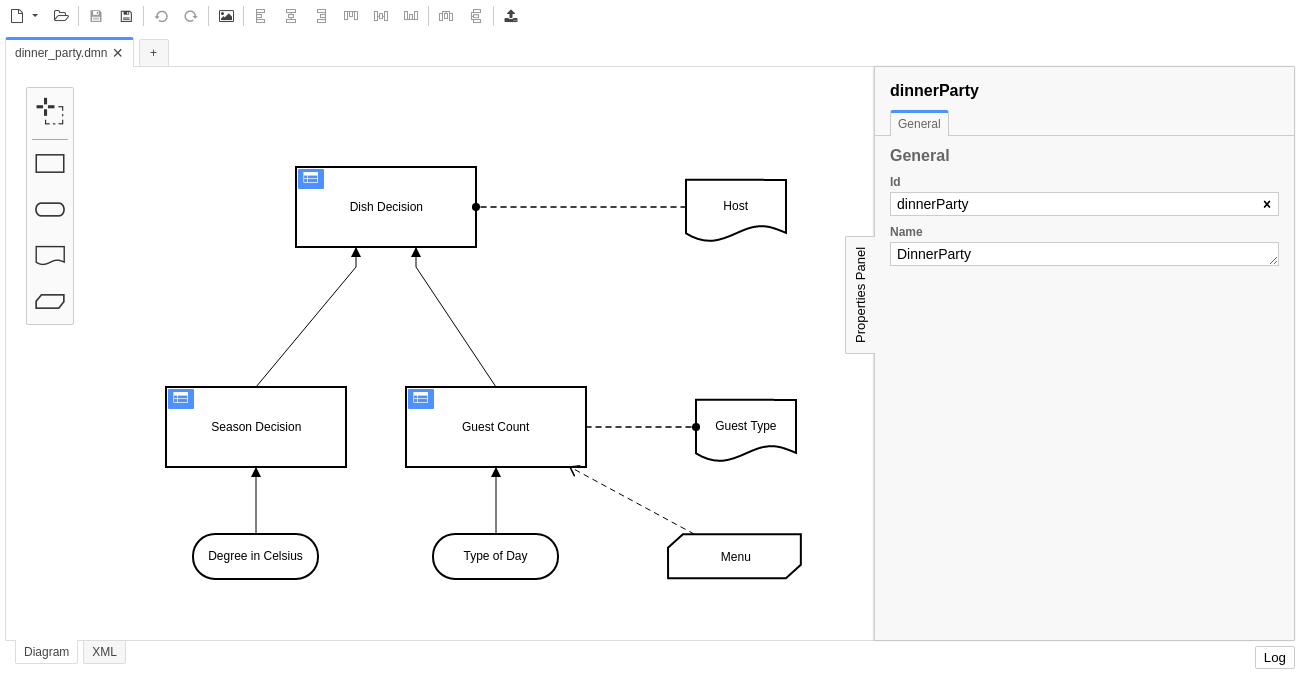 dinner_party.dmn
+
dinnerParty
General
General
Id
dinnerParty
Name
DinnerParty
Properties Panel
Dish Decision
Host
Season Decision
Guest Count
Guest Type
Degree in Celsius
Type of Day
Menu
Diagram
XML
Log